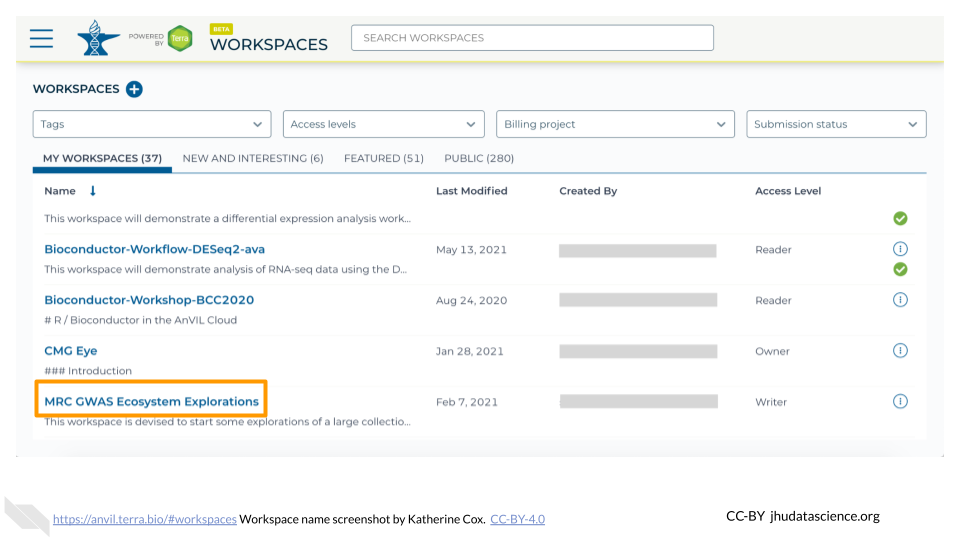 POWERED BY Terra
BETA
WORKSPACES
SEARCH WORKSPACES
WORKSPACES
Tags Access levels Billing project Submission status
MY WORKSPACES (37) NEW AND INTERESTING (6) FEATURED (51) PUBLIC (280)
Name Last Modified Created By Access Level
This workspace will demonstrate a differential expression analysis work...
Bioconductor-Workflow-DESeq2-ava May 13, 2021 Reader
This workspace will demonstrate analysis of RNA-seq data using the D...
Bioconductor-Workshop-BCC2020 Aug 24, 2020 Reader
# R / Bioconductor in the AnVIL Cloud
CMG Eye Jan 28, 2021 Owner
### Introduction
MRC GWAS Ecosystem Explorations Feb 7, 2021 Writer
This workspace is devised to start some explorations of a large collectio...
https://anvil.terra.bio/#workspaces Workspace name screenshot by Katherine Cox. CC-BY-4.0
CC-BY jhudatascience.org